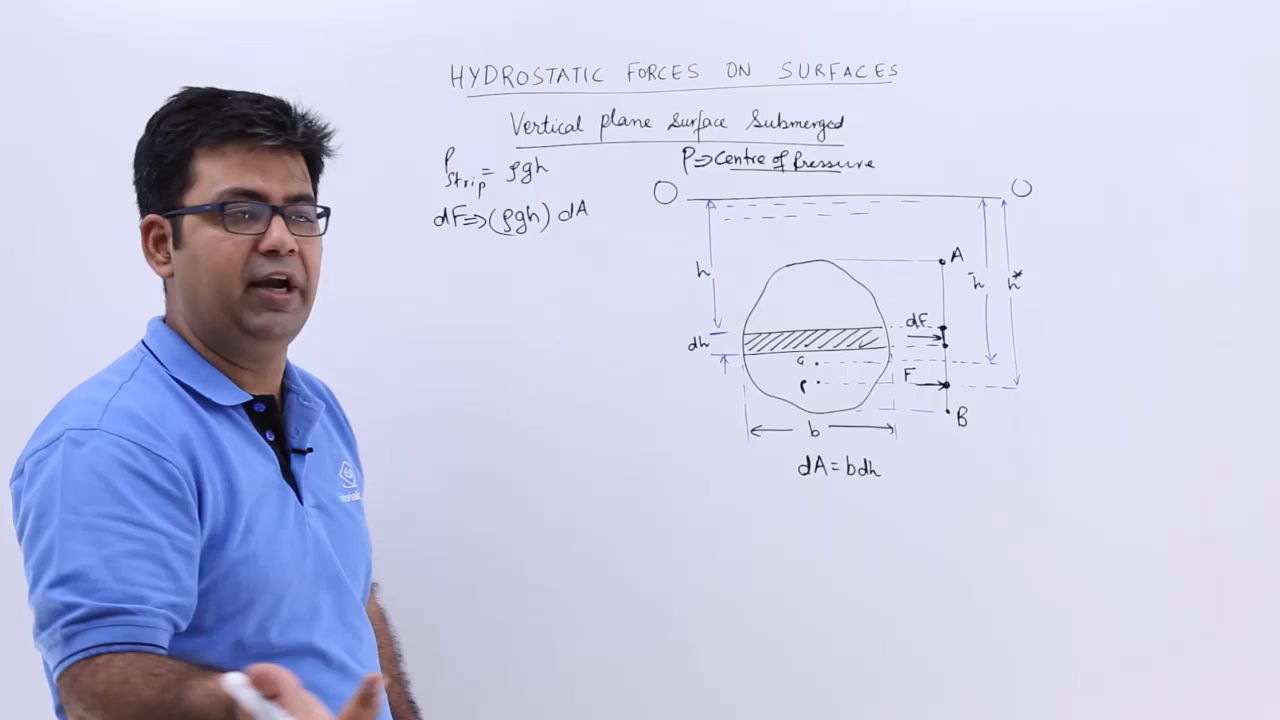 HYDROSTATIC FORCES ON SURFACES
Vertical plane surface Submerged
P strip = ρgh
P⇒Centre of Pressure
dF⇒(ρgh) dA
O O
h
A
h̄ h*
dF
dh
G
P
F
B
b
dA = bdh